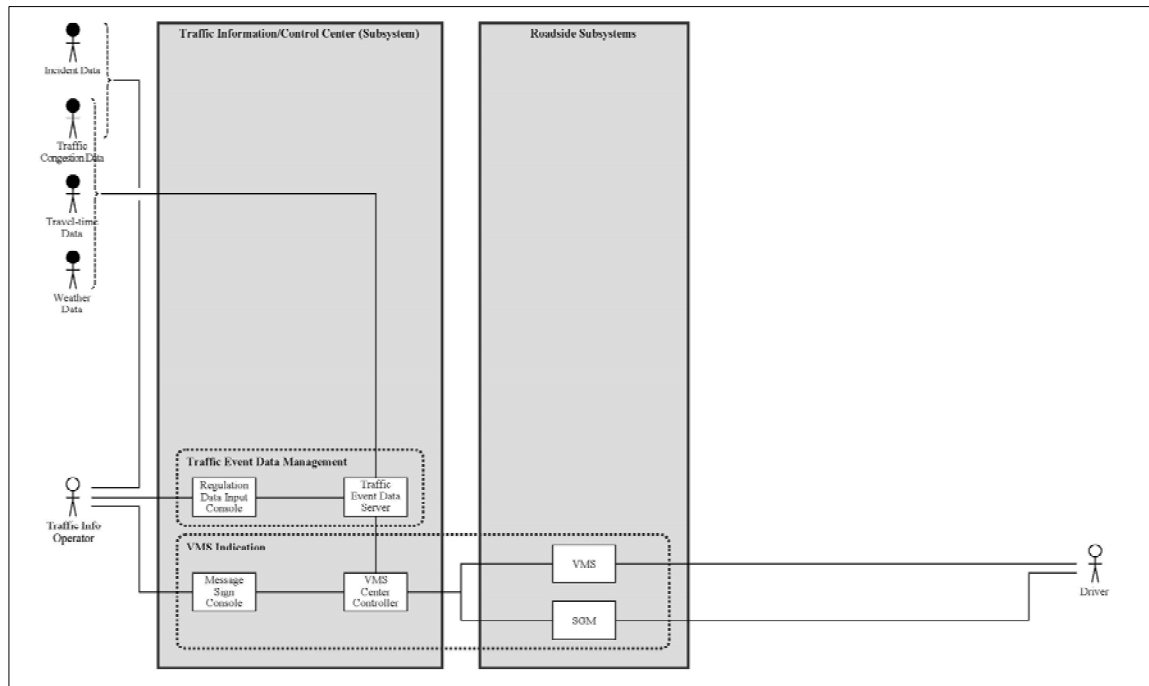 Traffic Information/Control Center (Subsystem)
Roadside Subsystems
Incident Data
Traffic
Congestion Data
Travel-time
Data
Weather
Data
Traffic Event Data Management
Regulation
Data Input
Console
Traffic
Event Data
Server
Traffic Info
Operator
VMS Indication
Message
Sign
Console
VMS
Center
Controller
VMS
SGM
Driver